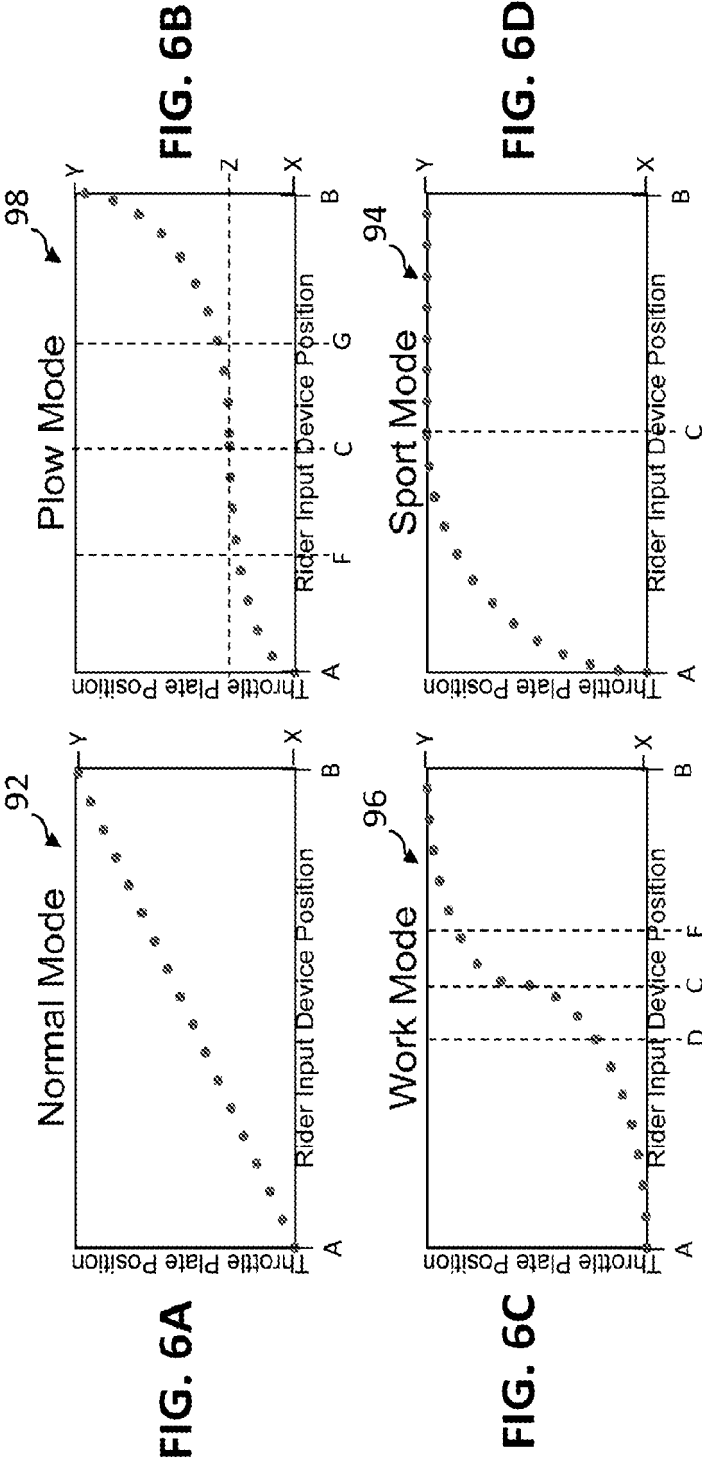 FIG. 6A
Normal Mode
92
Throttle Plate Position
Y
X
Rider Input Device Position
A
B
FIG. 6B
Plow Mode
98
Throttle Plate Position
Y
Z
X
Rider Input Device Position
A
F
C
G
B
FIG. 6C
Work Mode
96
Throttle Plate Position
Y
X
Rider Input Device Position
A
D
C
B
FIG. 6D
Sport Mode
94
Throttle Plate Position
Y
X
Rider Input Device Position
A
C
B